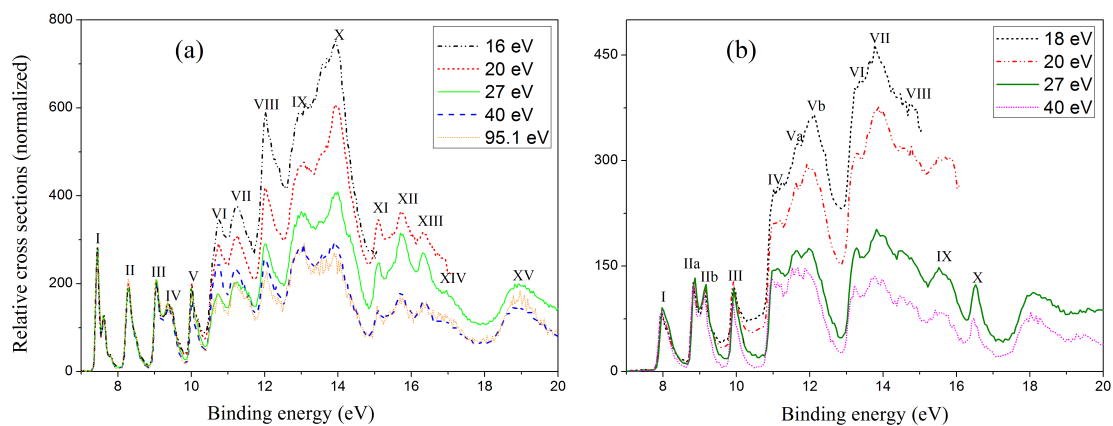 (a)
16 eV
20 eV
27 eV
40 eV
95.1 eV
I
II
III
IV
V
VI
VII
VIII
IX
X
XI
XII
XIII
XIV
XV
800
600
400
200
0
8 10 12 14 16 18 20
Relative cross sections (normalized)
Binding energy (eV)
(b)
18 eV
20 eV
27 eV
40 eV
I
IIa
IIb
III
IV
Va
Vb
VI
VII
VIII
IX
X
450
300
150
0
8 10 12 14 16 18 20
Binding energy (eV)